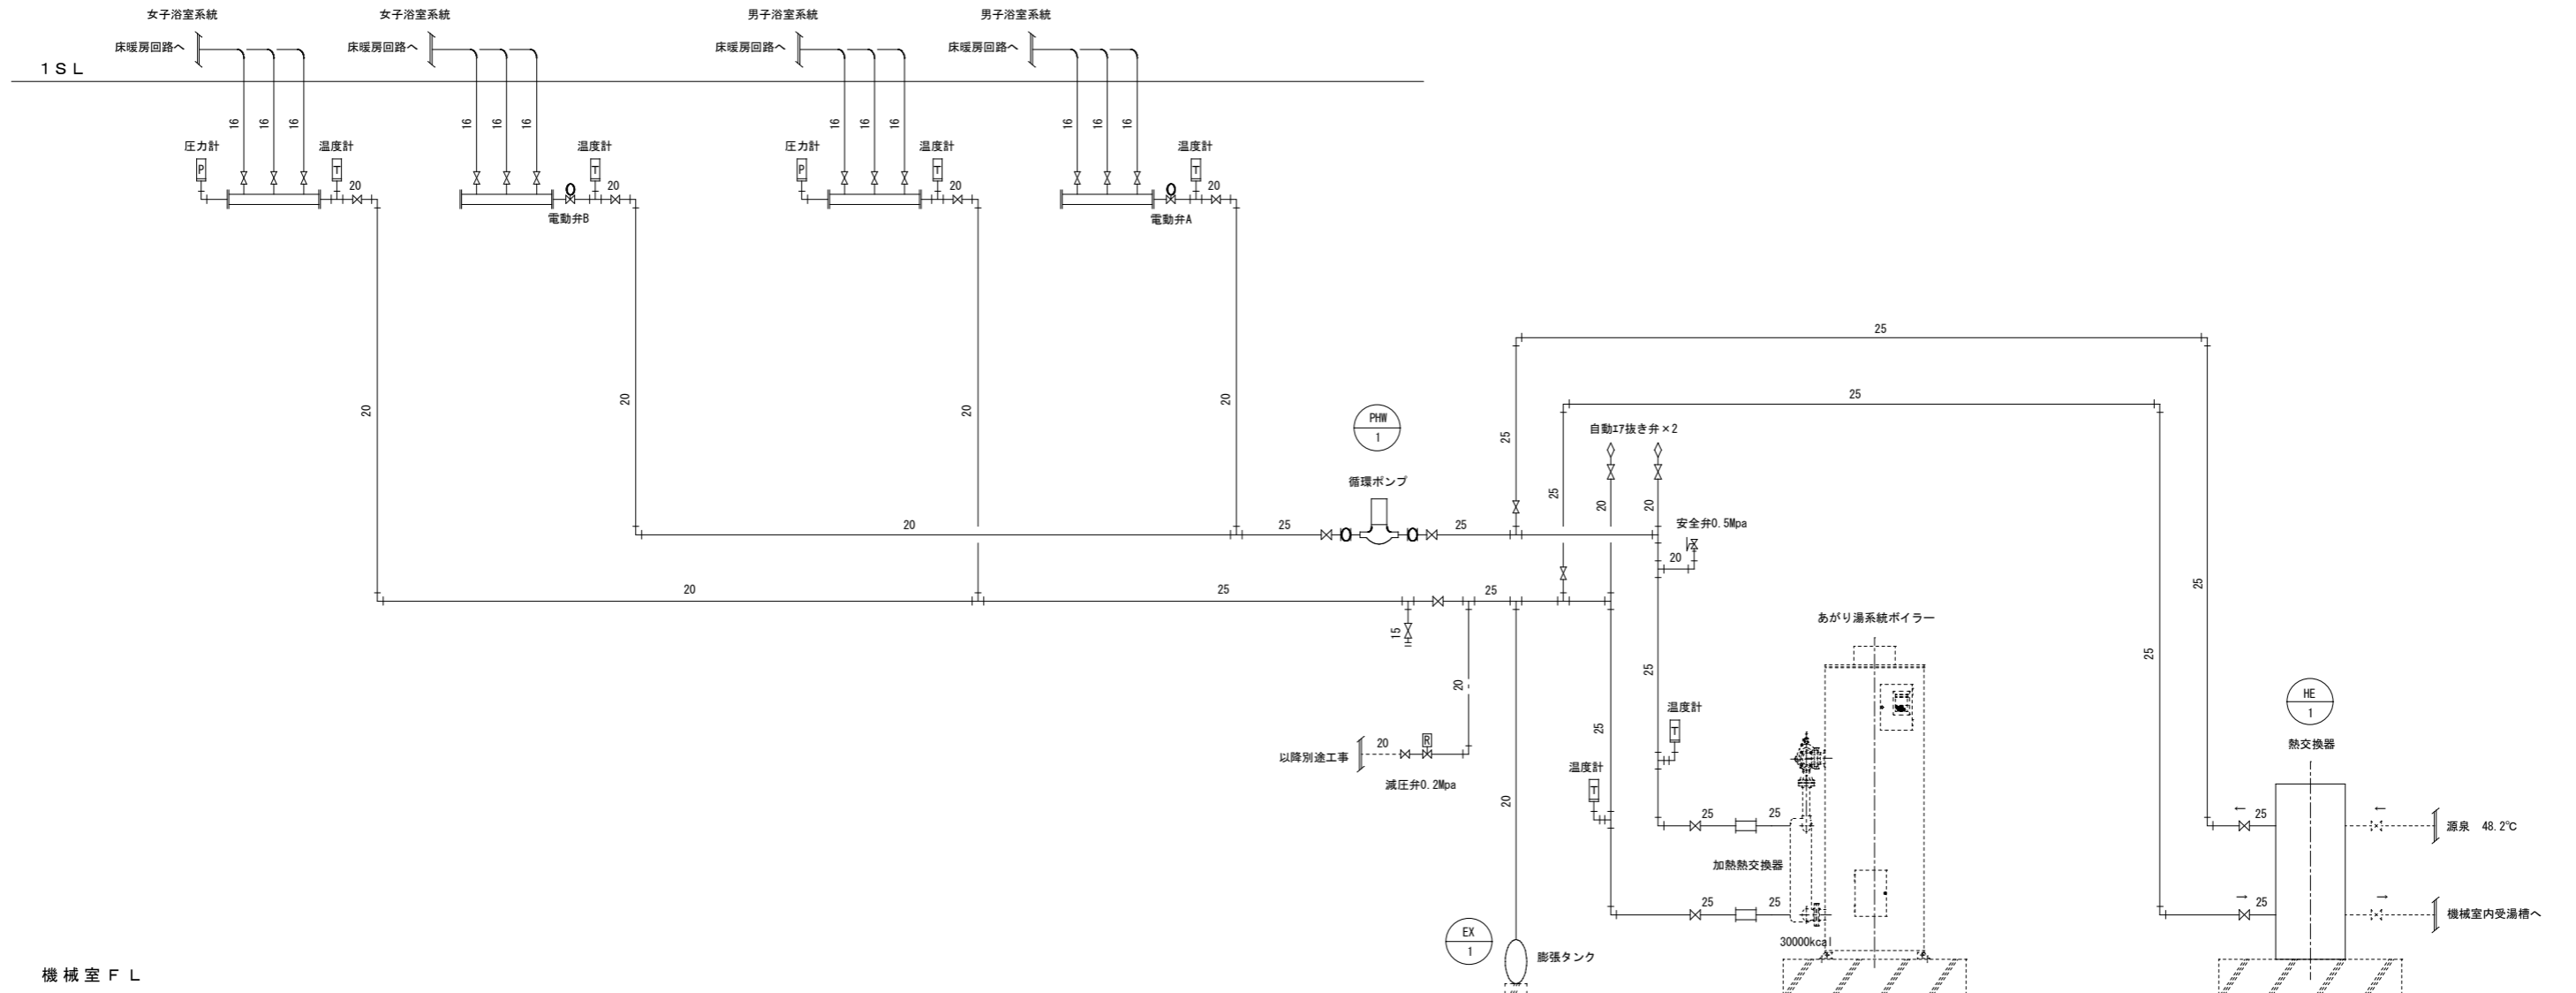 女子浴室系統
女子浴室系統
男子浴室系統
男子浴室系統
床暖房回路へ
床暖房回路へ
床暖房回路へ
床暖房回路へ
1SL
16
16
16
16
16
16
16
16
16
16
16
16
圧力計
温度計
温度計
圧力計
温度計
温度計
P
T
T
P
T
T
20
20
20
20
電動弁B
電動弁A
25
25
20
20
20
20
PHW
1
自動エア抜き弁×2
25
循環ポンプ
25
20
20
20
25
25
安全弁0.5Mpa
20
25
20
25
25
15
あがり湯系統ボイラー
25
25
20
HE
1
温度計
T
25
20
R
以降別途工事
減圧弁0.2Mpa
熱交換器
温度計
T
20
25
25
←
25
←
源泉 48.2℃
加熱熱交換器
25
25
→
25
→
機械室内受湯槽へ
EX
1
30000kcal
膨張タンク
機械室FL